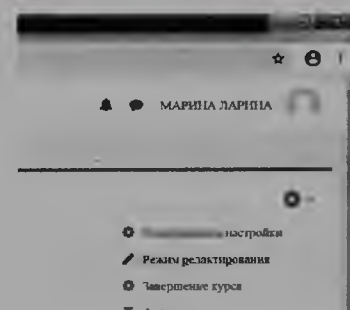 МАРИНА ЛАРИНА
настройки
Режим редактирования
Завершение курса